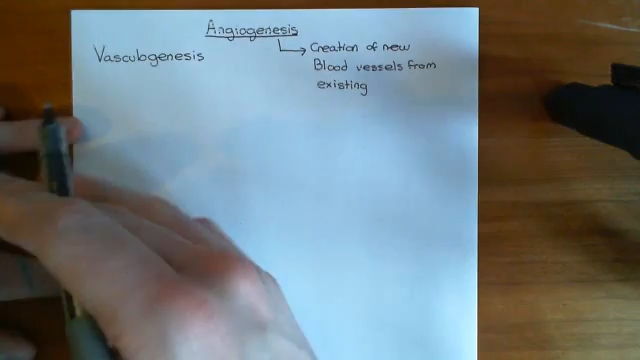 Angiogenesis
Creation of new
Vasculogenesis
Blood vessels from
existing